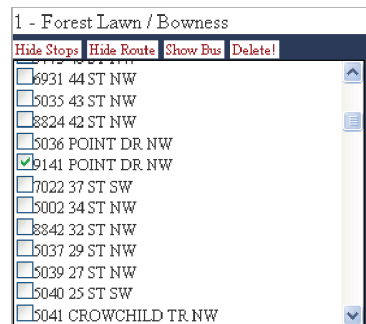 1 - Forest Lawn / Bowness
Hide Stops Hide Route Show Bus Delete!
6931 44 ST NW
5035 43 ST NW
8824 42 ST NW
5036 POINT DR NW
9141 POINT DR NW
7022 37 ST SW
5002 34 ST NW
8842 32 ST NW
5037 29 ST NW
5039 27 ST NW
5040 25 ST SW
5041 CROWCHILD TR NW